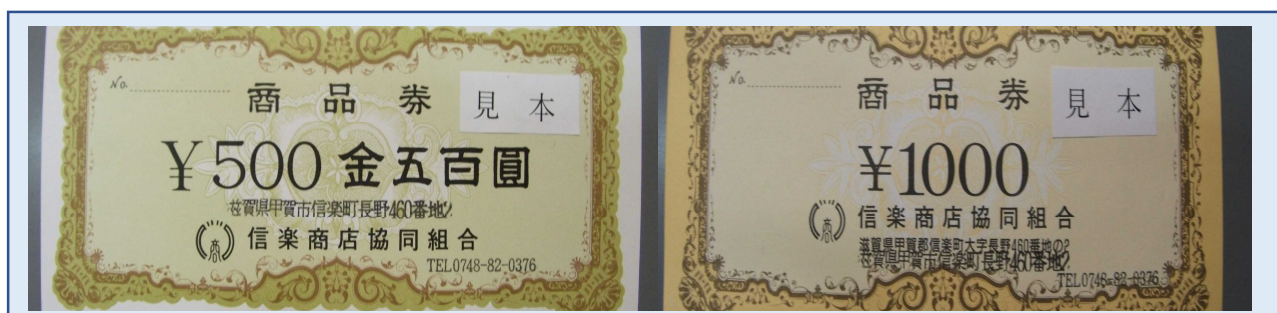 No.
商品券
見本
¥500 金五百圓
滋賀県甲賀市信楽町長野460番地2
商
信楽商店協同組合
TEL0748-82-0376
No.
商品券
見本
¥1000
商
信楽商店協同組合
滋賀県甲賀郡信楽町大字長野460番地の2
滋賀県甲賀市信楽町長野460番地2
TEL0748-82-0376